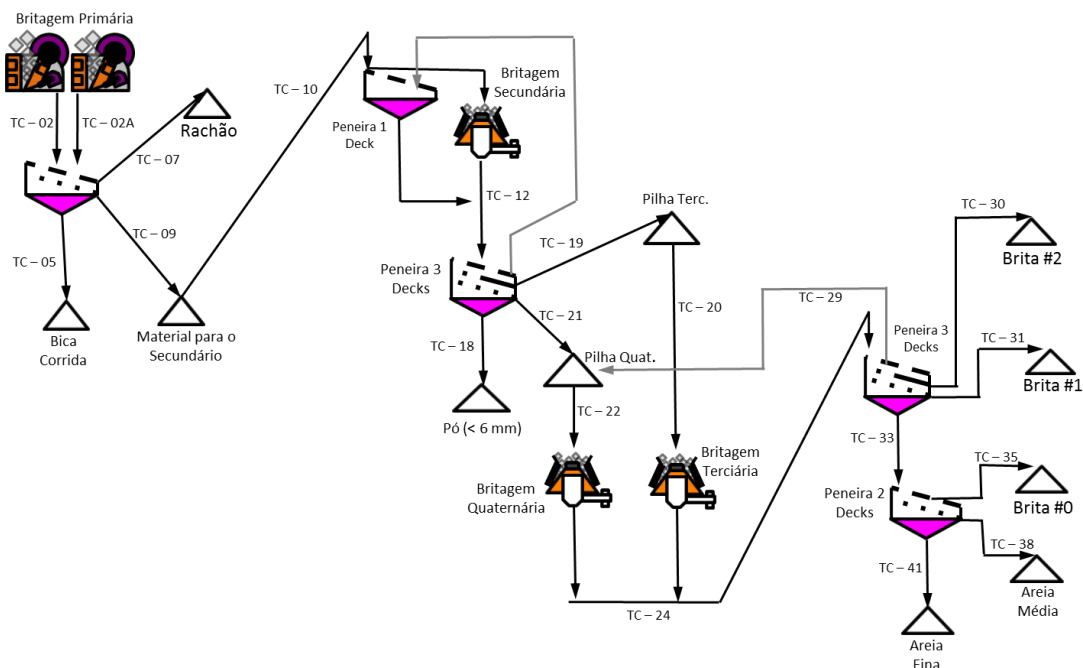 Britagem Primária
TC – 02
TC – 02A
TC – 07
Rachão
TC – 09
TC – 05
Bica
Corrida
Material para o
Secundário
TC – 10
Peneira 1
Deck
Britagem
Secundária
TC – 12
Peneira 3
Decks
TC – 19
Pilha Terc.
TC – 21
TC – 20
TC – 18
Pó (< 6 mm)
Pilha Quat.
TC – 22
Britagem
Quaternária
Britagem
Terciária
TC – 24
TC – 29
Peneira 3
Decks
TC – 30
Brita #2
TC – 31
Brita #1
TC – 33
Peneira 2
Decks
TC – 35
Brita #0
TC – 38
Areia
Média
TC – 41
Areia
Fina